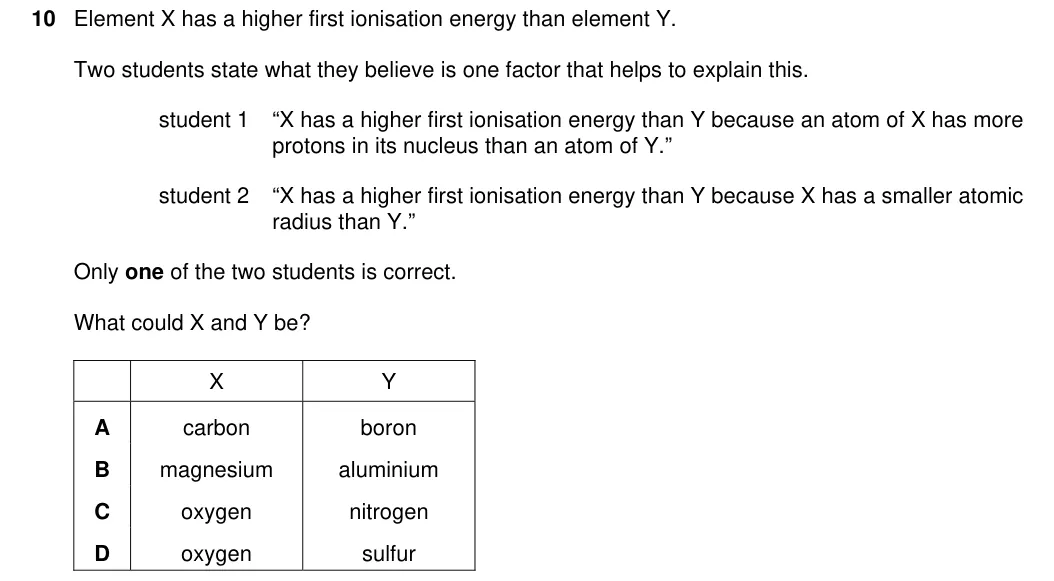 10 Element X has a higher first ionisation energy than element Y.
Two students state what they believe is one factor that helps to explain this.
student 1 “X has a higher first ionisation energy than Y because an atom of X has more
protons in its nucleus than an atom of Y.”
student 2 “X has a higher first ionisation energy than Y because X has a smaller atomic
radius than Y.”
Only one of the two students is correct.
What could X and Y be?
X Y
A carbon boron
B magnesium aluminium
C oxygen nitrogen
D oxygen sulfur